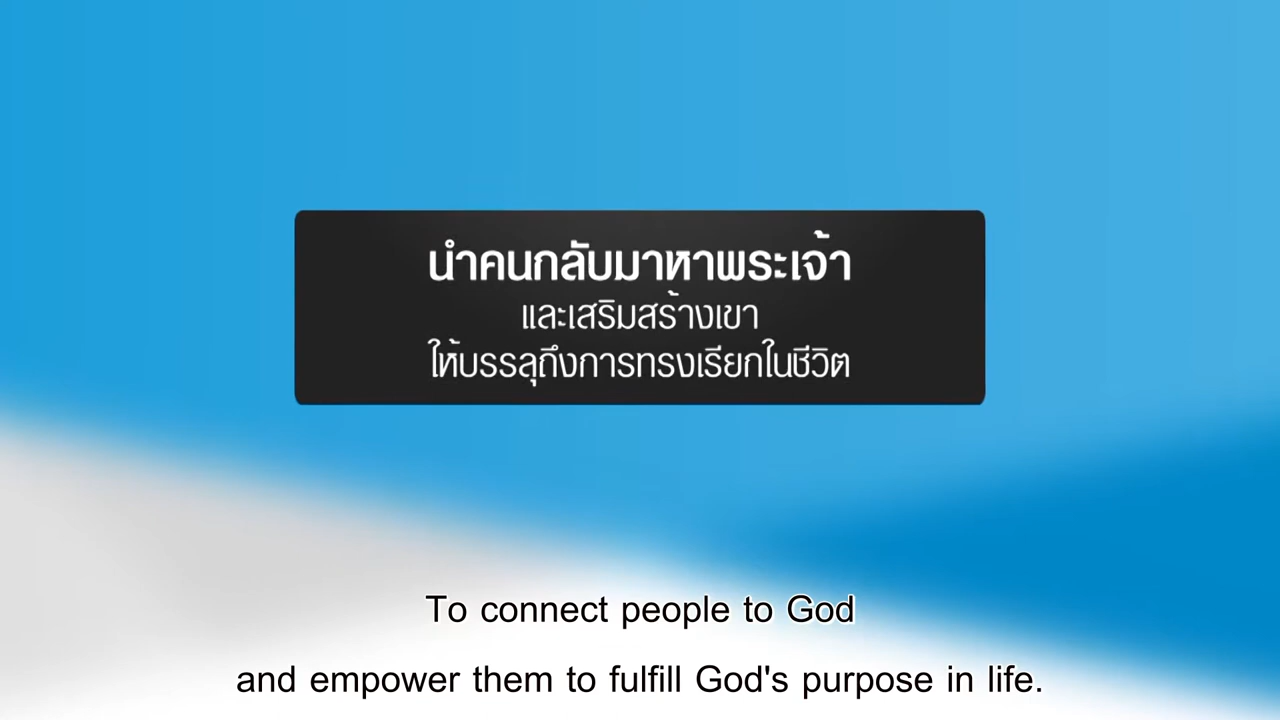 นำคนกลับมาหาพระเจ้า
และเสริมสร้างเขา
ให้บรรลุถึงการทรงเรียกในชีวิต
To connect people to God
and empower them to fulfill God's purpose in life.